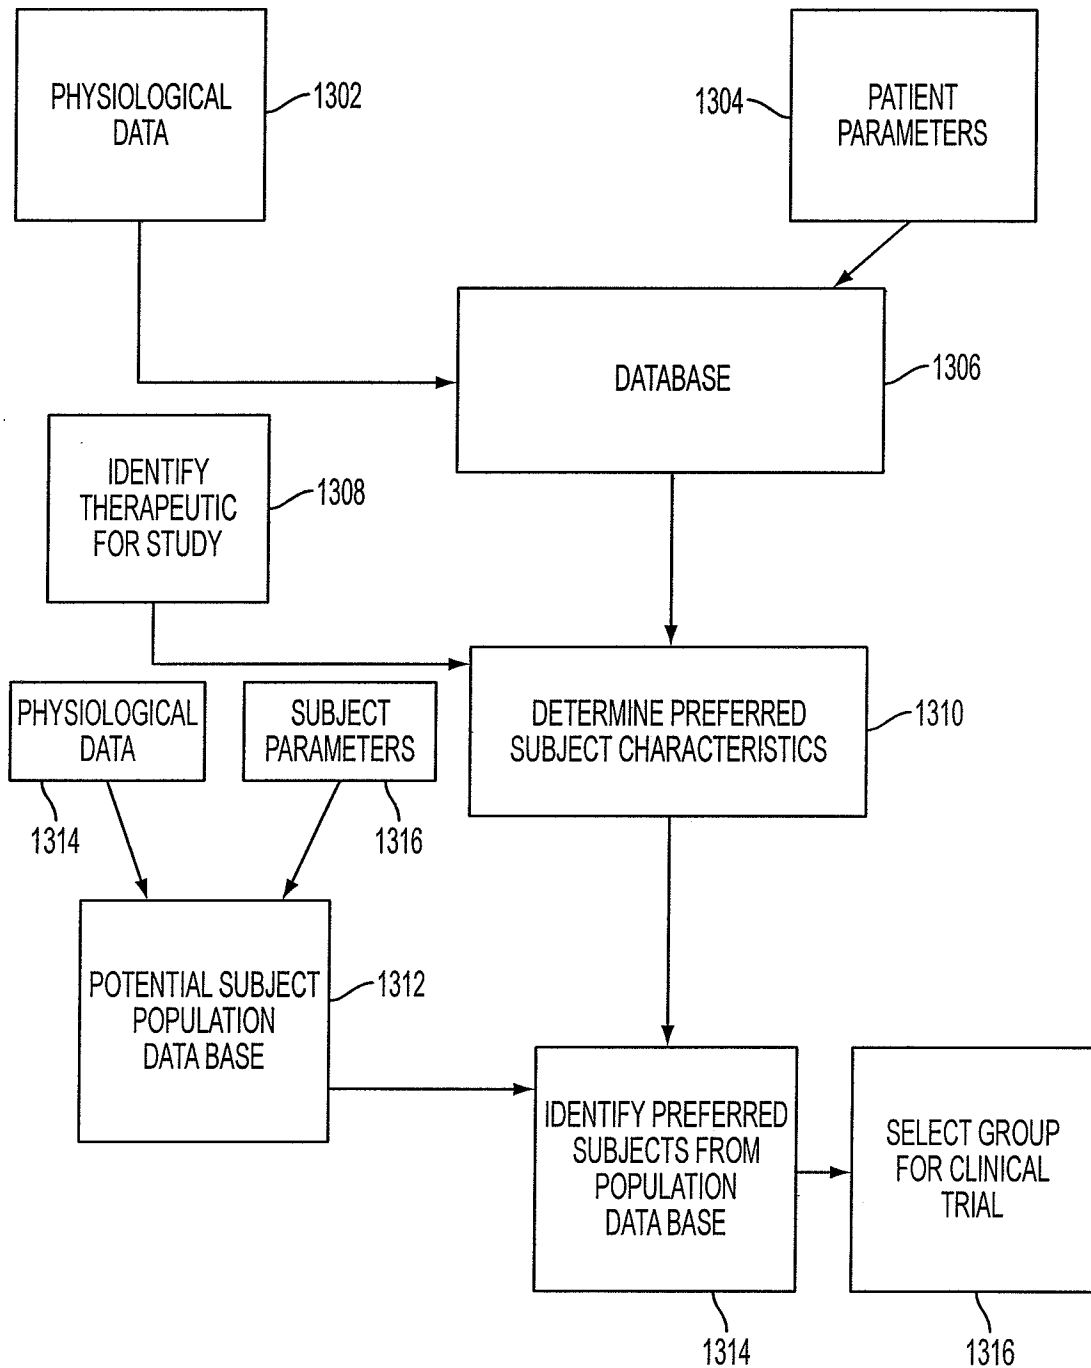 PHYSIOLOGICAL
DATA
1302
1304
PATIENT
PARAMETERS
DATABASE
1306
IDENTIFY
THERAPEUTIC
FOR STUDY
1308
PHYSIOLOGICAL
DATA
1314
SUBJECT
PARAMETERS
1316
DETERMINE PREFERRED
SUBJECT CHARACTERISTICS
1310
POTENTIAL SUBJECT
POPULATION
DATA BASE
1312
IDENTIFY PREFERRED
SUBJECTS FROM
POPULATION
DATA BASE
1314
SELECT GROUP
FOR CLINICAL
TRIAL
1316